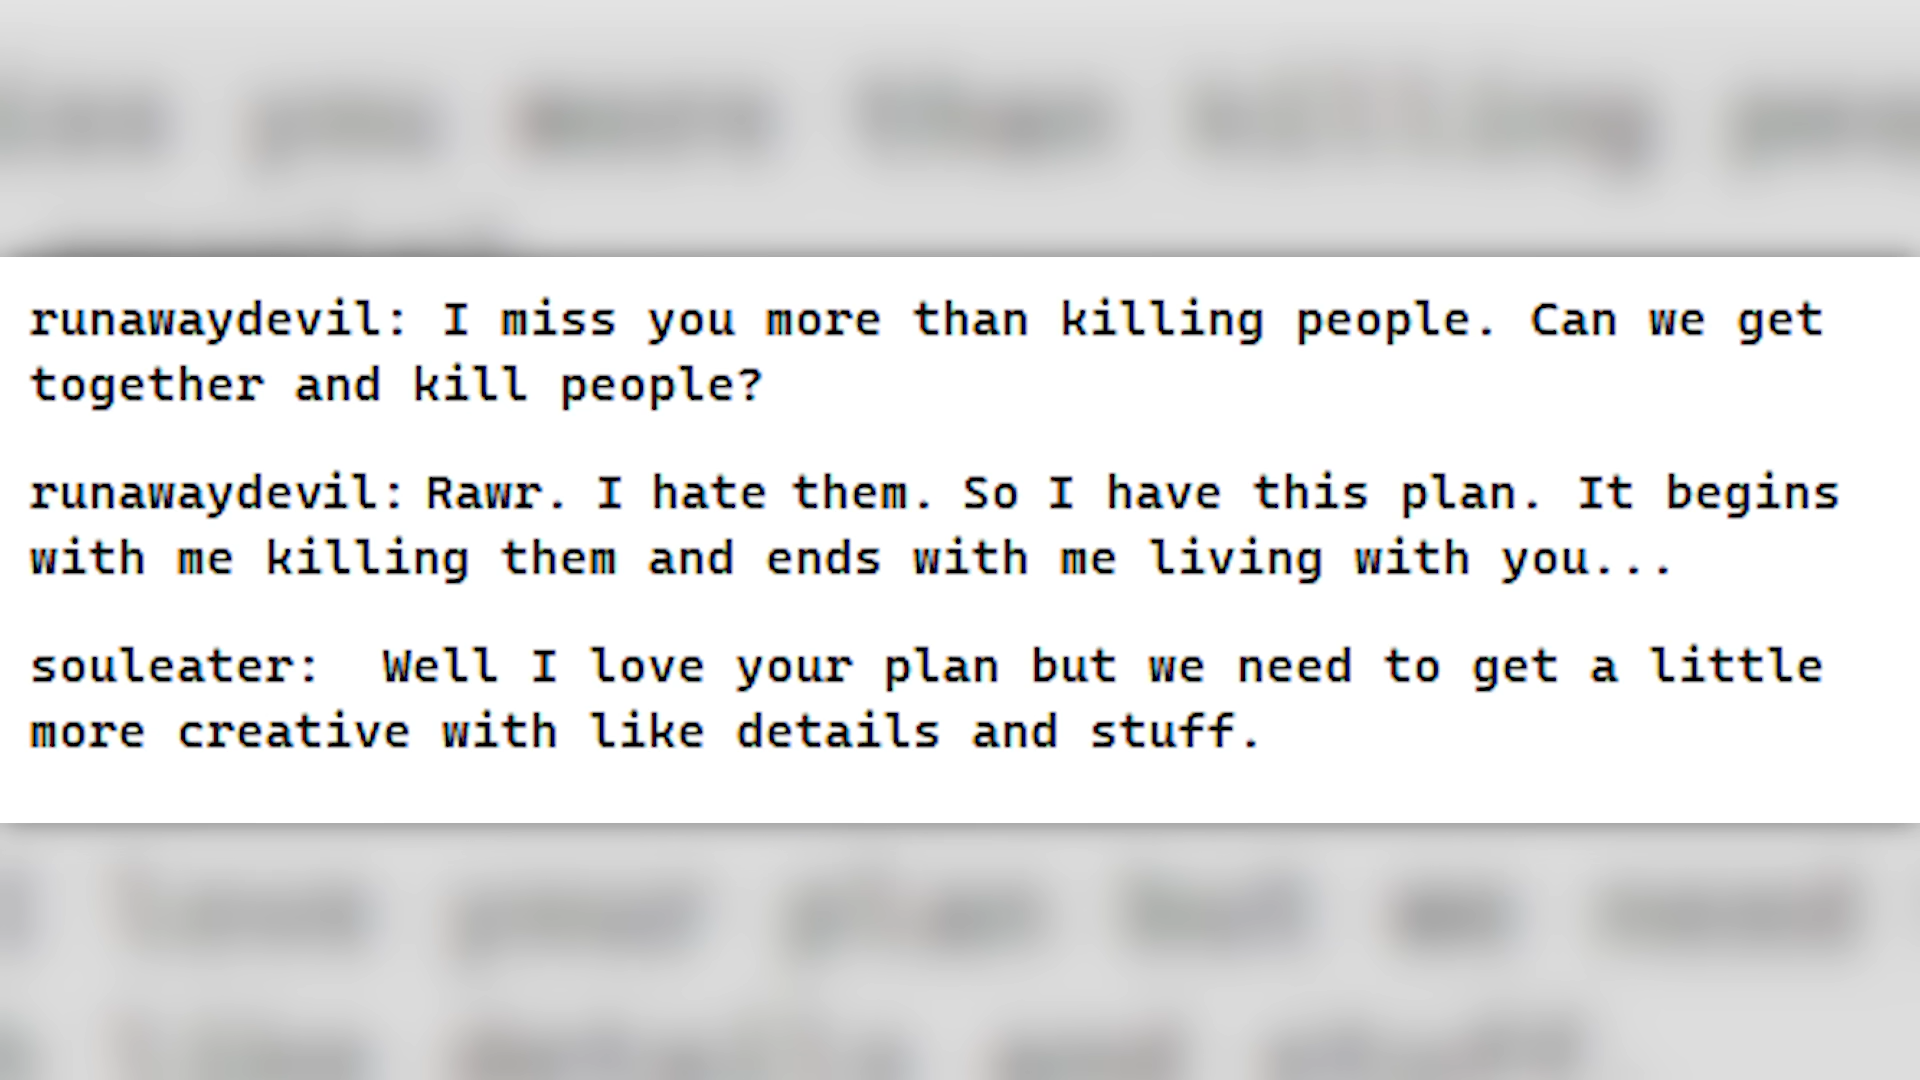 runawaydevil: I miss you more than killing people. Can we get
together and kill people?
runawaydevil: Rawr. I hate them. So I have this plan. It begins
with me killing them and ends with me living with you...
souleater:  Well I love your plan but we need to get a little
more creative with like details and stuff.